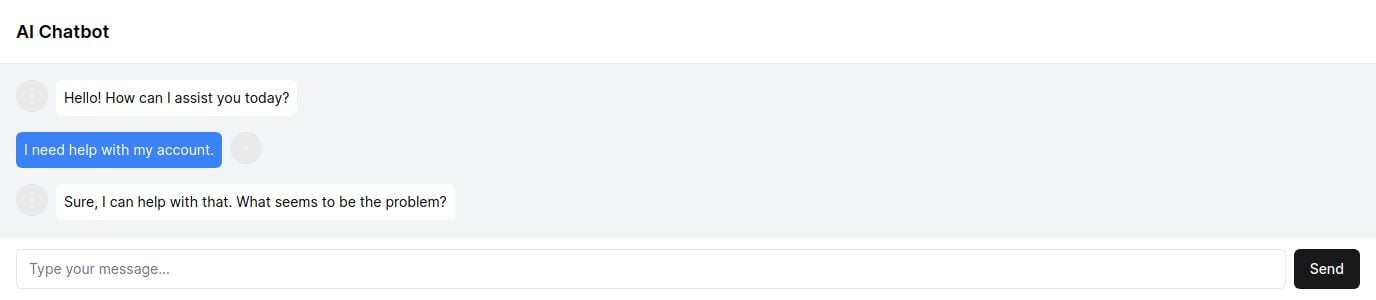 AI Chatbot
Hello! How can I assist you today?
I need help with my account.
Sure, I can help with that. What seems to be the problem?
Type your message...
Send